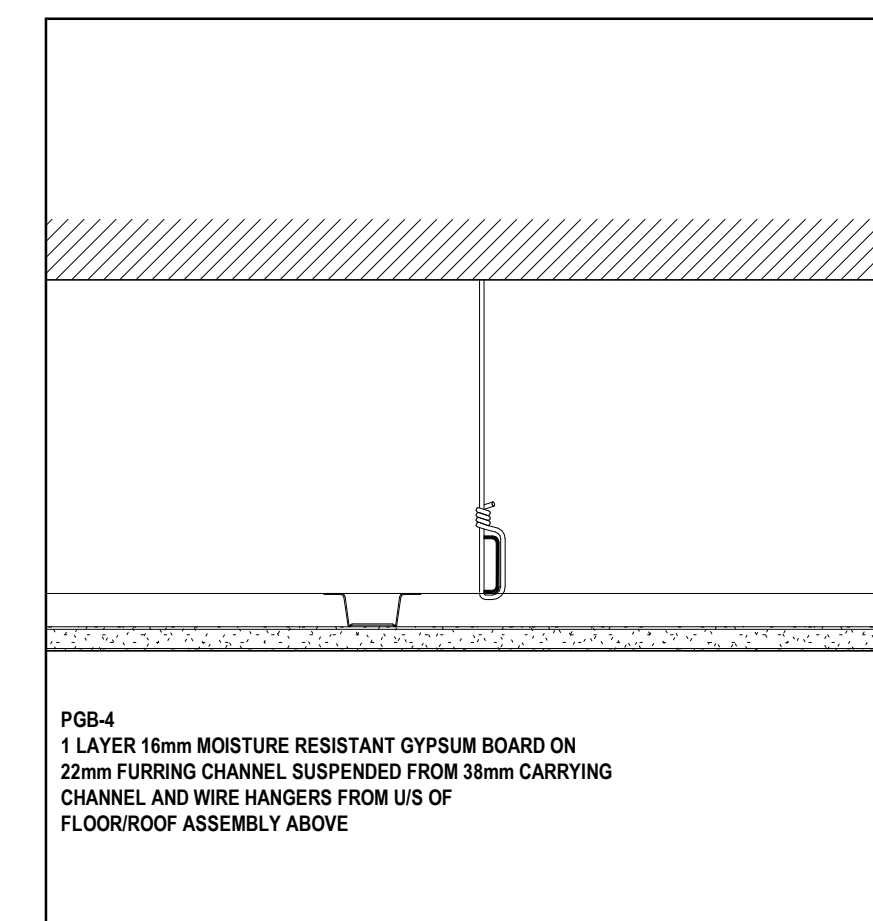 PGB-4
1 LAYER 16mm MOISTURE RESISTANT GYPSUM BOARD ON
22mm FURRING CHANNEL SUSPENDED FROM 38mm CARRYING
CHANNEL AND WIRE HANGERS FROM U/S OF
FLOOR/ROOF ASSEMBLY ABOVE